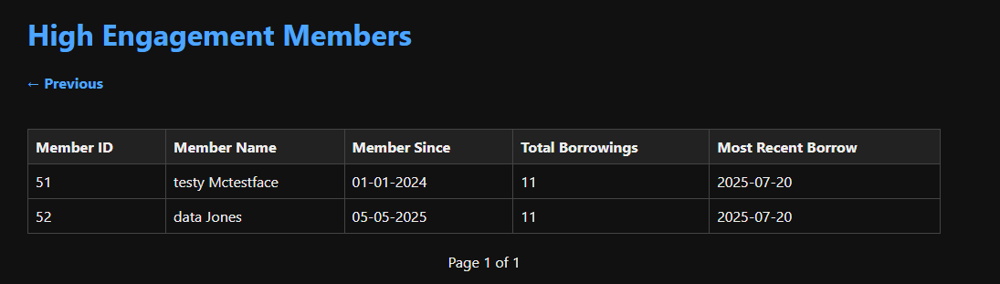 High Engagement Members
← Previous
Member ID Member Name Member Since Total Borrowings Most Recent Borrow
51 testy Mctestface 01-01-2024 11 2025-07-20
52 data Jones 05-05-2025 11 2025-07-20
Page 1 of 1